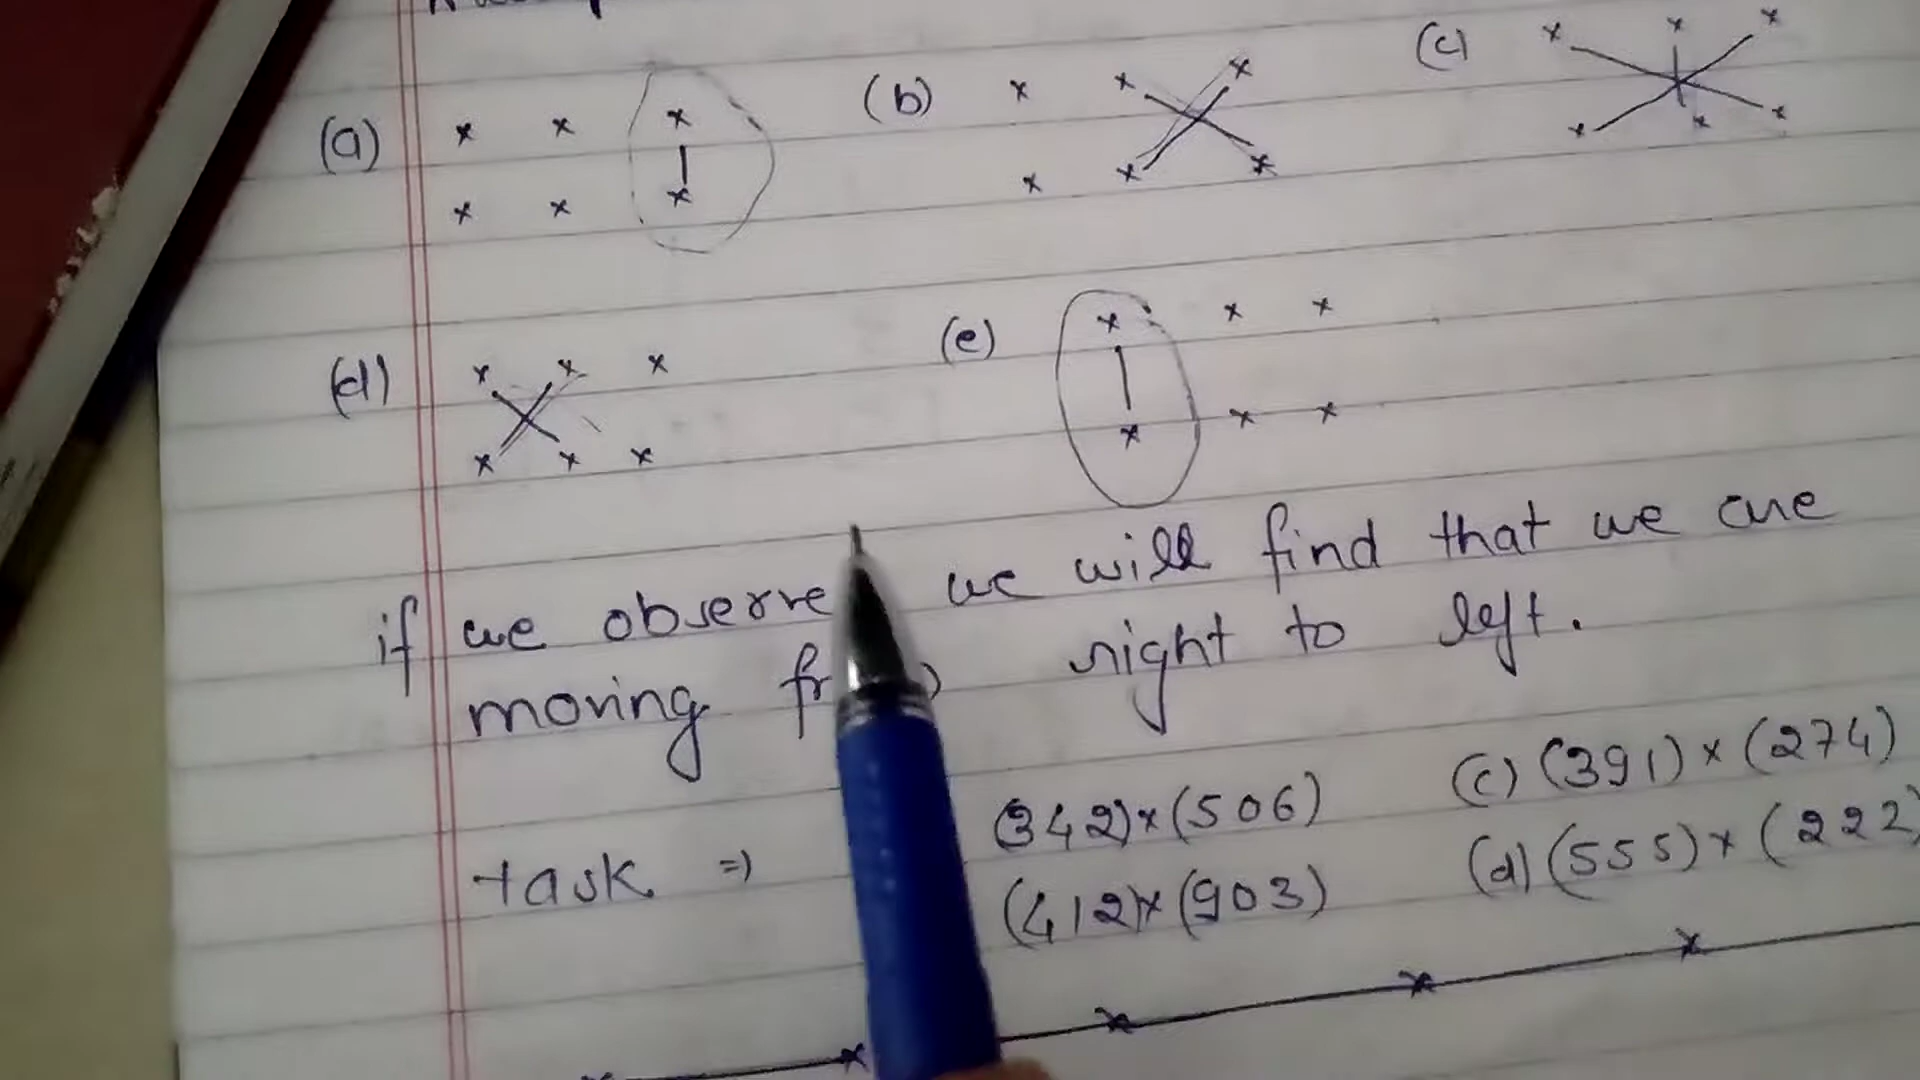 (a) x x x (b) x x x (c) x x x
x x x x x x x x x
(d) x x x (e) x x x
x x x x x x
if we observe we will find that we are
moving right to left.
task => (342)x(506) (c) (391)x(274)
(412)x(903) (d) (555)x(222)